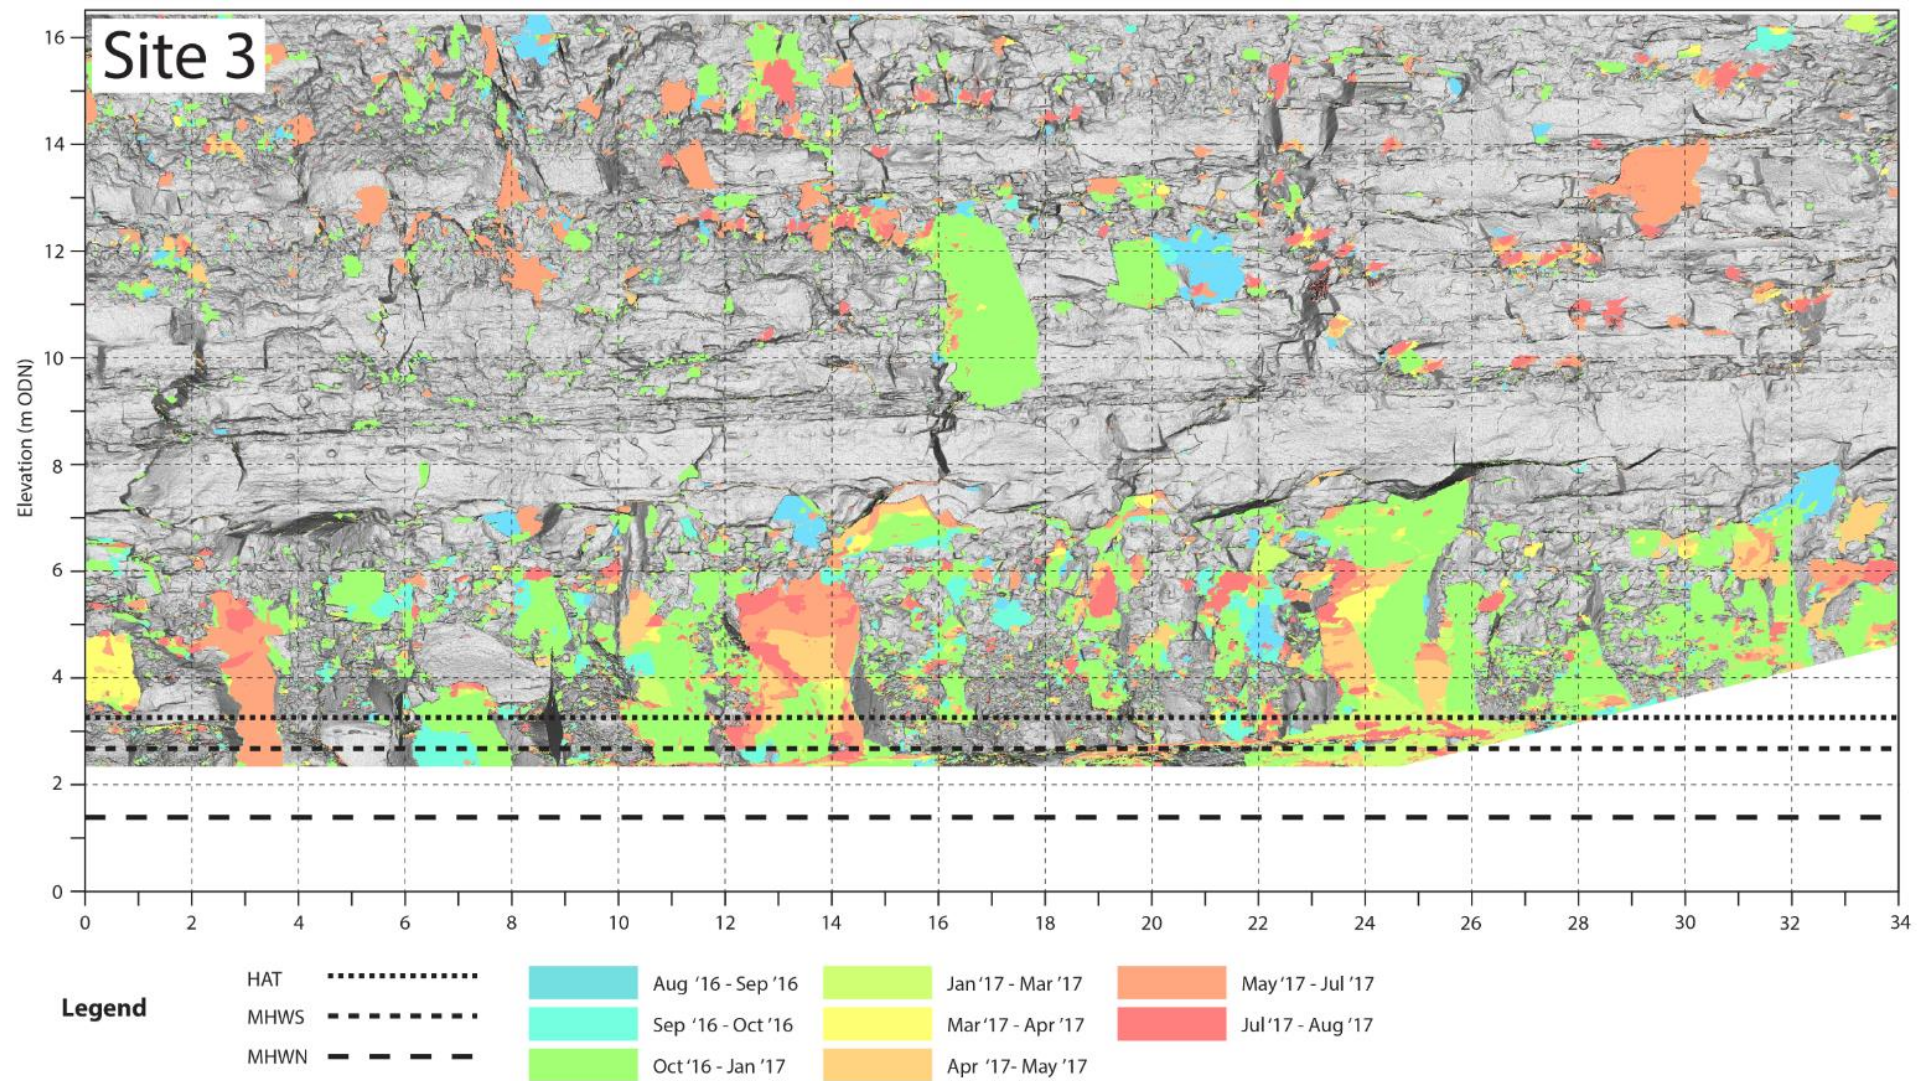 Site 3
Elevation (m ODN)
16
14
12
10
8
6
4
2
0
0 2 4 6 8 10 12 14 16 18 20 22 24 26 28 30 32 34
Legend
HAT
MHWS
MHWN
Aug '16 - Sep '16
Sep '16 - Oct '16
Oct '16 - Jan '17
Jan '17 - Mar '17
Mar '17 - Apr '17
Apr '17- May '17
May '17 - Jul '17
Jul '17 - Aug '17